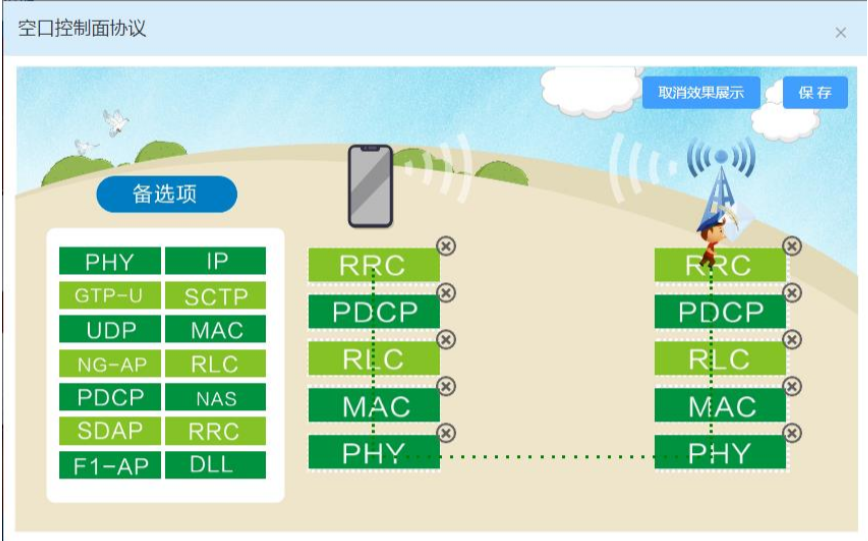 空口控制面协议
×
取消效果展示 保存
备选项
PHY IP
GTP-U SCTP
UDP MAC
NG-AP RLC
PDCP NAS
SDAP RRC
F1-AP DLL
RRC
PDCP
RLC
MAC
PHY
RRC
PDCP
RLC
MAC
PHY